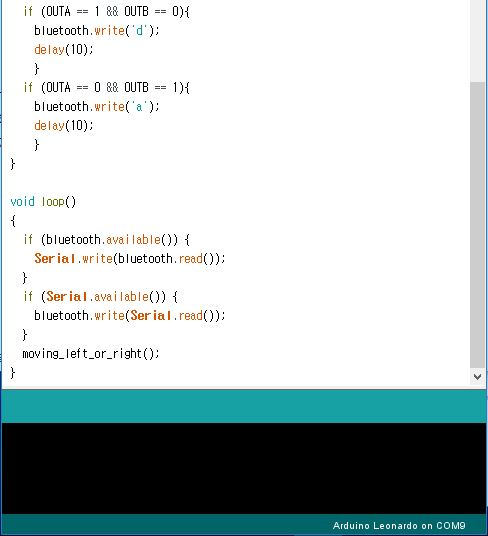 if (OUTA == 1 && OUTB == 0){
bluetooth.write('d');
delay(10);
}
if (OUTA == 0 && OUTB == 1){
bluetooth.write('a');
delay(10);
}
}
void loop()
{
if (bluetooth.available()) {
Serial.write(bluetooth.read());
}
if (Serial.available()) {
bluetooth.write(Serial.read());
}
moving_left_or_right();
}
Arduino Leonardo on COM9